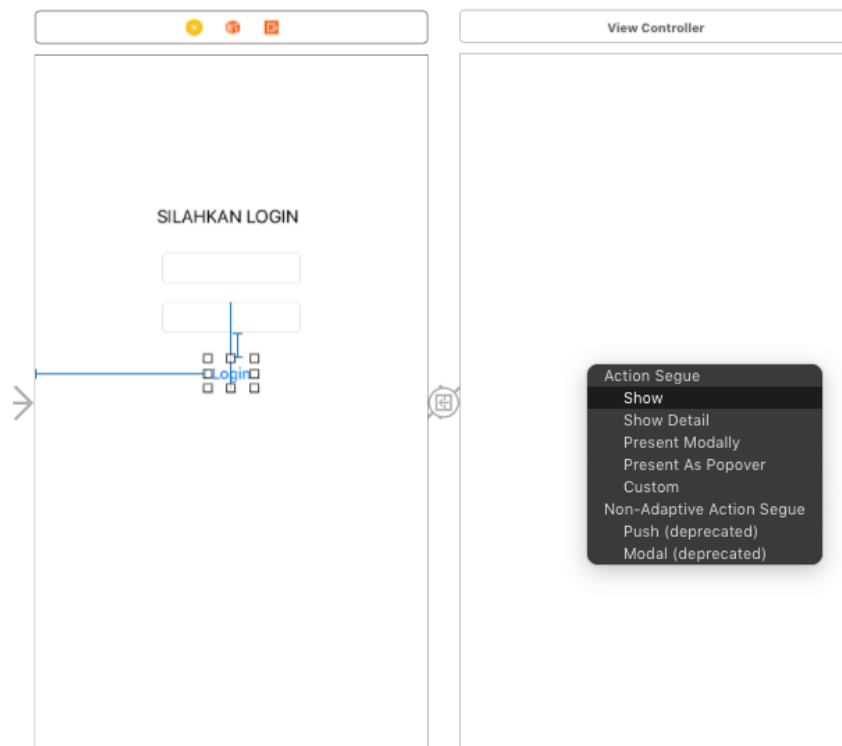 View Controller
SILAHKAN LOGIN
Login
Action Segue
Show
Show Detail
Present Modally
Present As Popover
Custom
Non-Adaptive Action Segue
Push (deprecated)
Modal (deprecated)